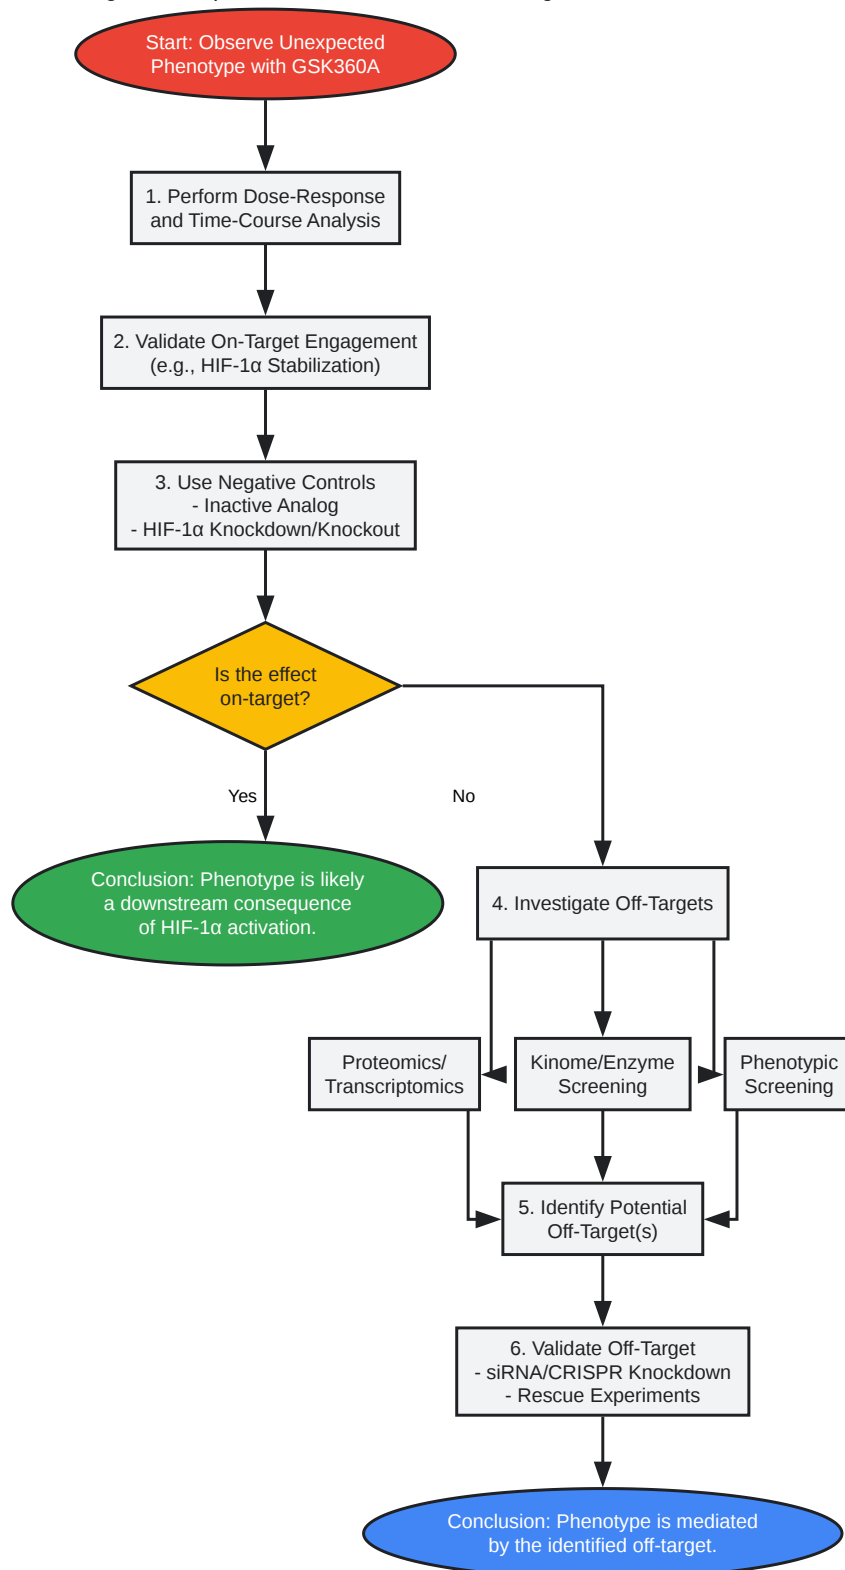 Start: Observe Unexpected
Phenotype with GSK360A
1. Perform Dose-Response
and Time-Course Analysis
2. Validate On-Target Engagement
(e.g., HIF-1α Stabilization)
3. Use Negative Controls
- Inactive Analog
- HIF-1α Knockdown/Knockout
Is the effect
on-target?
Yes
No
Conclusion: Phenotype is likely
a downstream consequence
of HIF-1α activation.
4. Investigate Off-Targets
Proteomics/
Transcriptomics
Kinome/Enzyme
Screening
Phenotypic
Screening
5. Identify Potential
Off-Target(s)
6. Validate Off-Target
- siRNA/CRISPR Knockdown
- Rescue Experiments
Conclusion: Phenotype is mediated
by the identified off-target.